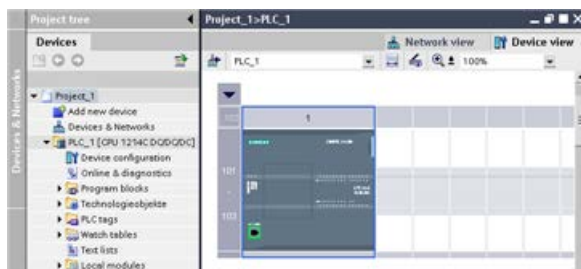 Project tree
Devices
Devices & Networks
Project_1
Add new device
Devices & Networks
PLC_1 [CPU 1214C DC/DC/DC]
Device configuration
Online & diagnostics
Program blocks
Technologieobjekte
PLC tags
Watch tables
Text lists
Local modules
Project_1>PLC_1
Network view
Device view
PLC_1
100%
1
101
103